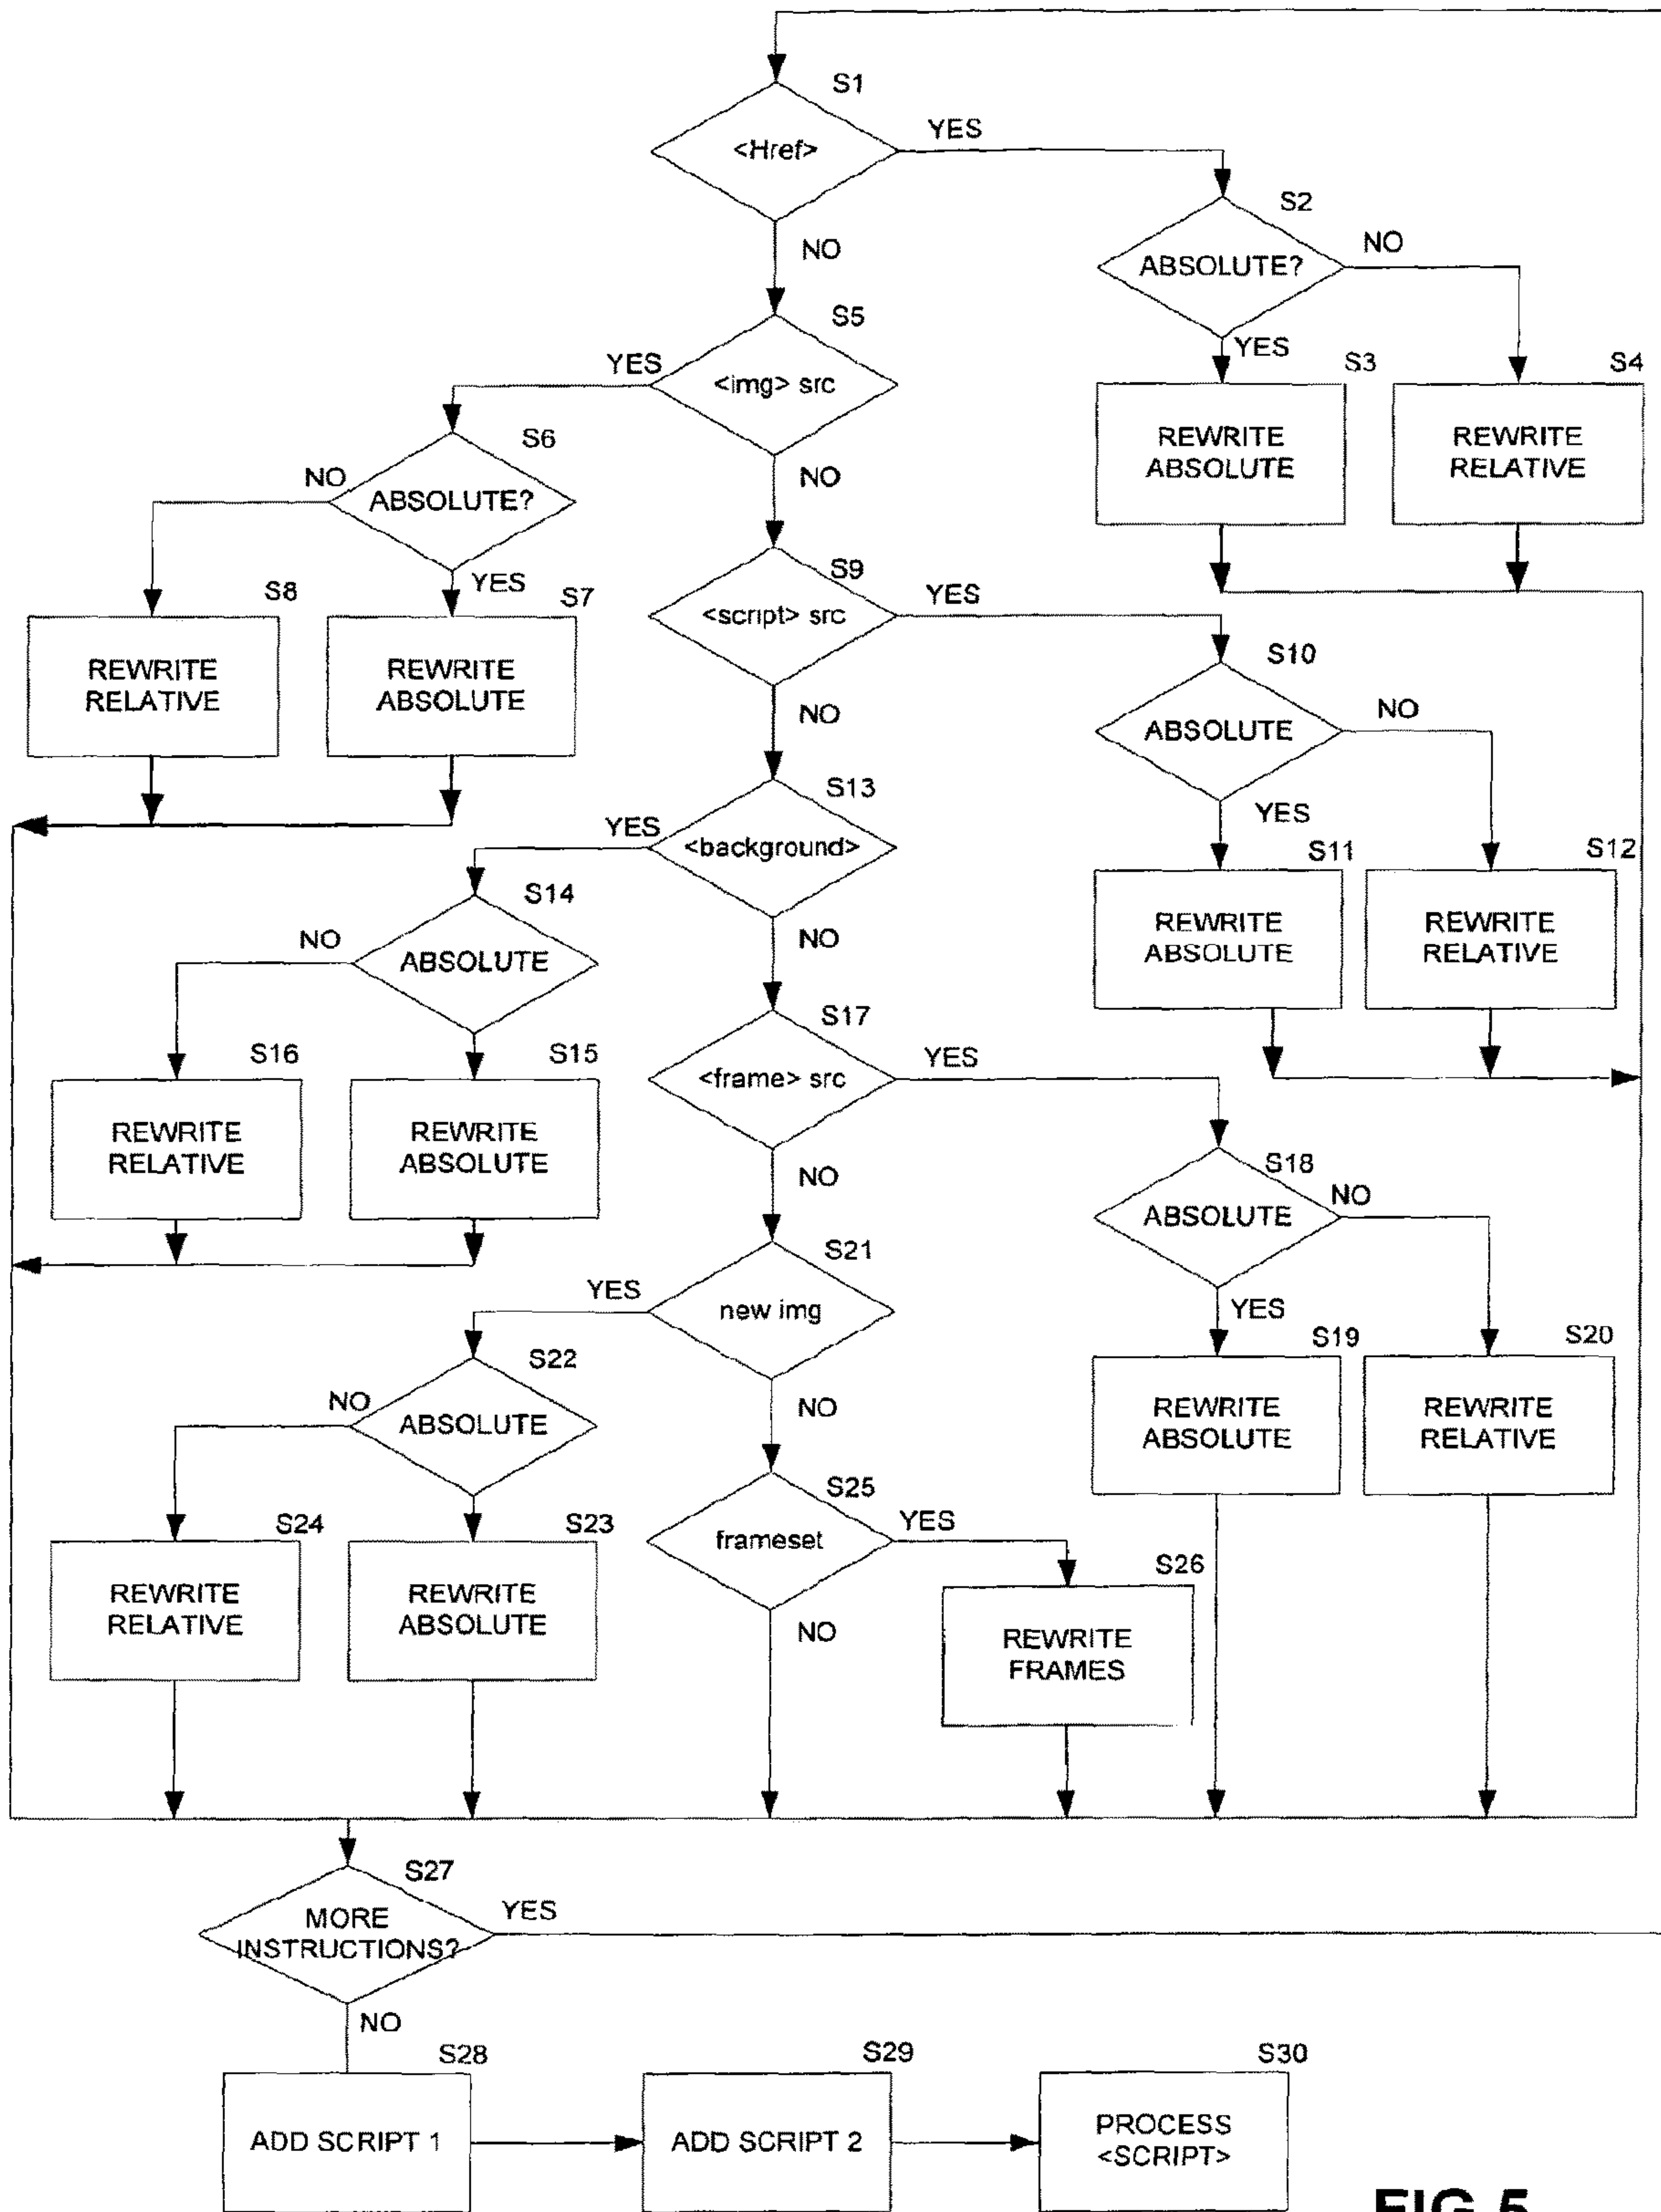 S1
<Href>
YES
NO
S2
ABSOLUTE?
NO
YES
S3
REWRITE
ABSOLUTE
S4
REWRITE
RELATIVE
S5
<img> src
YES
NO
S6
ABSOLUTE?
NO
YES
S8
REWRITE
RELATIVE
S7
REWRITE
ABSOLUTE
S9
<script> src
YES
NO
S10
ABSOLUTE
NO
YES
S11
REWRITE
ABSOLUTE
S12
REWRITE
RELATIVE
S13
<background>
YES
NO
S14
ABSOLUTE
NO
S16
REWRITE
RELATIVE
S15
REWRITE
ABSOLUTE
S17
<frame> src
YES
NO
S18
ABSOLUTE
NO
YES
S19
REWRITE
ABSOLUTE
S20
REWRITE
RELATIVE
S21
new img
YES
NO
S22
ABSOLUTE
NO
S24
REWRITE
RELATIVE
S23
REWRITE
ABSOLUTE
S25
frameset
YES
NO
S26
REWRITE
FRAMES
S27
MORE
INSTRUCTIONS?
YES
NO
S28
ADD SCRIPT 1
S29
ADD SCRIPT 2
S30
PROCESS
<SCRIPT>
FIG 5